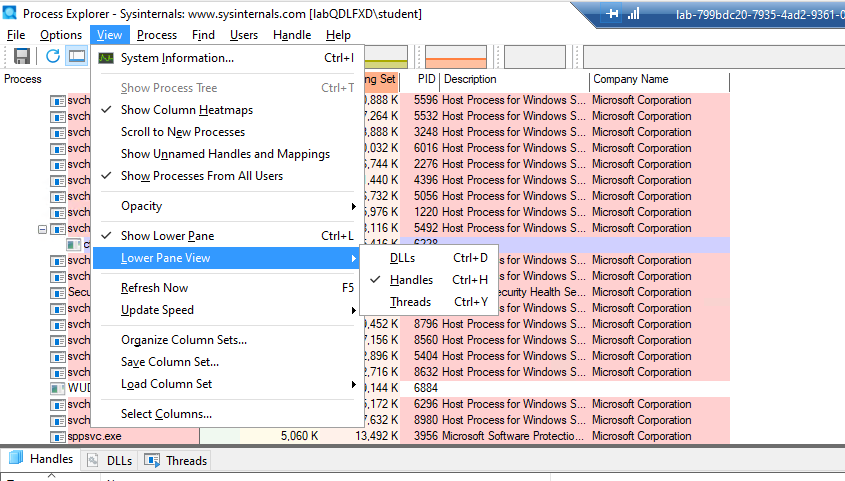 Process Explorer - Sysinternals: www.sysinternals.com [labQDLFXD\student]
lab-799bdc20-7935-4ad2-9361-0
File Options View Process Find Users Handle Help
System Information... Ctrl+I
Show Process Tree Ctrl+T
Show Column Heatmaps
Scroll to New Processes
Show Unnamed Handles and Mappings
Show Processes From All Users
Opacity
Show Lower Pane Ctrl+L
Lower Pane View
Refresh Now F5
Update Speed
Organize Column Sets...
Save Column Set...
Load Column Set
Select Columns...
DLLs Ctrl+D
Handles Ctrl+H
Threads Ctrl+Y
Process ng Set PID Description Company Name
svch ,888 K 5596 Host Process for Windows S... Microsoft Corporation
svch 7,264 K 5532 Host Process for Windows S... Microsoft Corporation
svch ,888 K 3248 Host Process for Windows S... Microsoft Corporation
svch 0,032 K 6016 Host Process for Windows S... Microsoft Corporation
svch ,744 K 2276 Host Process for Windows S... Microsoft Corporation
svch ,440 K 4396 Host Process for Windows S... Microsoft Corporation
svch ,732 K 5056 Host Process for Windows S... Microsoft Corporation
svch ,976 K 1220 Host Process for Windows S... Microsoft Corporation
svch ,116 K 5492 Host Process for Windows S... Microsoft Corporation
c ,416 K 6228
svch Host Process for Windows S... Microsoft Corporation
svch Host Process for Windows S... Microsoft Corporation
Secu ecurity Health Se... Microsoft Corporation
svch Host Process for Windows S... Microsoft Corporation
svch ,452 K 8796 Host Process for Windows S... Microsoft Corporation
svch 7,156 K 8560 Host Process for Windows S... Microsoft Corporation
svch 2,896 K 5404 Host Process for Windows S... Microsoft Corporation
svch 2,716 K 8632 Host Process for Windows S... Microsoft Corporation
WUD ,144 K 6884
svch ,172 K 6296 Host Process for Windows S... Microsoft Corporation
svch 7,632 K 8980 Host Process for Windows S... Microsoft Corporation
sppsvc.exe 5,060 K 13,492 K 3956 Microsoft Software Protectio... Microsoft Corporation
Handles DLLs Threads